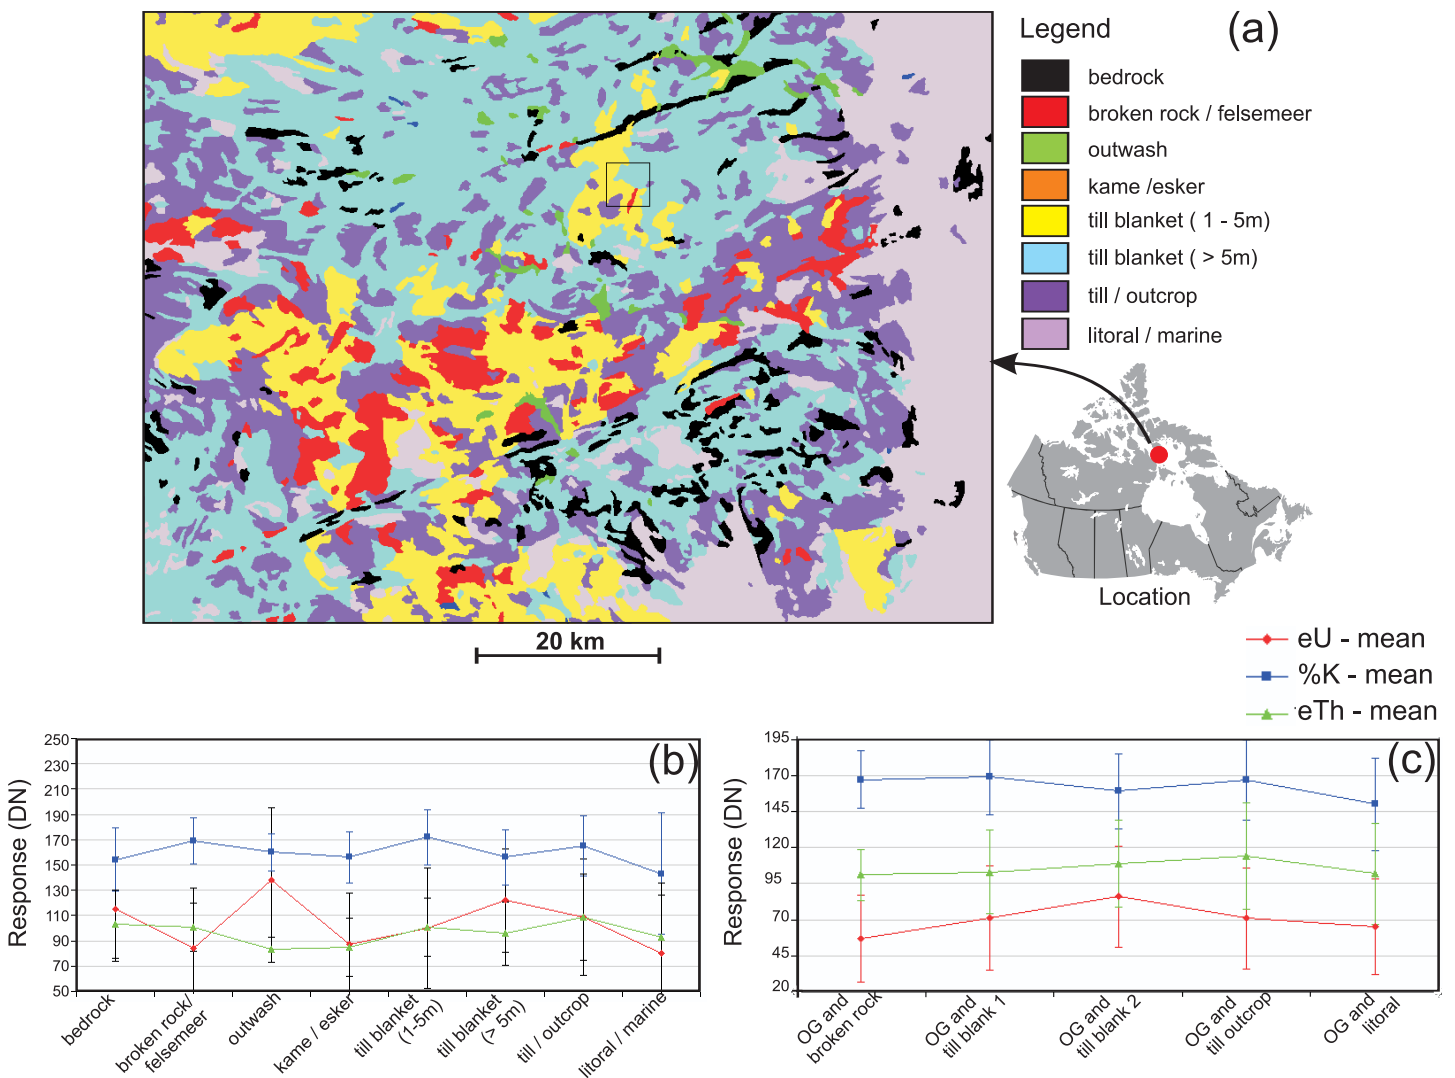 Legend
(a)
bedrock
broken rock / felsemeer
outwash
kame /esker
till blanket ( 1 - 5m)
till blanket ( > 5m)
till / outcrop
litoral / marine
Location
20 km
eU - mean
%K - mean
eTh - mean
(b)
Response (DN)
250
230
210
190
170
150
130
110
90
70
50
bedrock
broken rock/
felsemeer
outwash
kame / esker
till blanket
(1-5m)
till blanket
(> 5m)
till / outcrop
litoral / marine
(c)
Response (DN)
195
170
145
120
95
70
45
20
OG and
broken rock
OG and
till blank 1
OG and
till blank 2
OG and
till outcrop
OG and
litoral